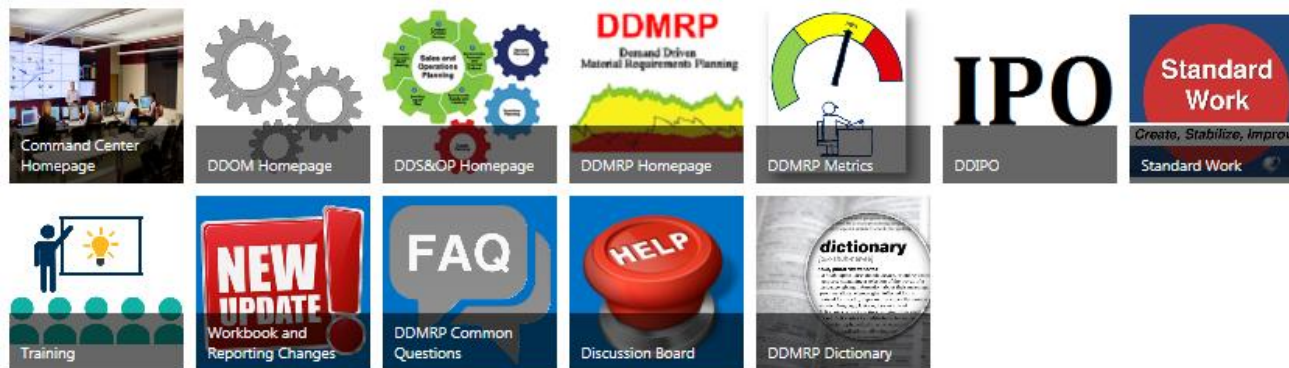 Command Center
Homepage
DDOM Homepage
Sales and
Operations
Planning
DDS&OP Homepage
DDMRP
Demand Driven
Material Requirements Planning
DDMRP Homepage
DDMRP Metrics
IPO
DDIPO
Standard
Work
Create, Stabilize, Improv
Standard Work
Training
NEW
UPDATE
Workbook and
Reporting Changes
FAQ
DDMRP Common
Questions
HELP
Discussion Board
dictionary
DDMRP Dictionary